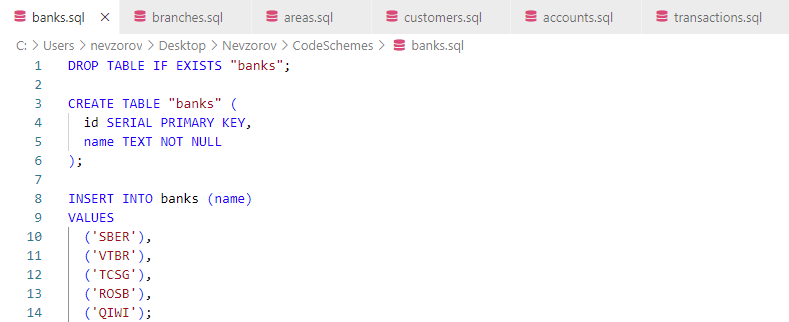 banks.sql × branches.sql areas.sql customers.sql accounts.sql transactions.sql
C: > Users > nevzorov > Desktop > Nevzorov > CodeSchemes > banks.sql
1 DROP TABLE IF EXISTS "banks";
2
3 CREATE TABLE "banks" (
4 id SERIAL PRIMARY KEY,
5 name TEXT NOT NULL
6 );
7
8 INSERT INTO banks (name)
9 VALUES
10 ('SBER'),
11 ('VTBR'),
12 ('TCSG'),
13 ('ROSB'),
14 ('QIWI');